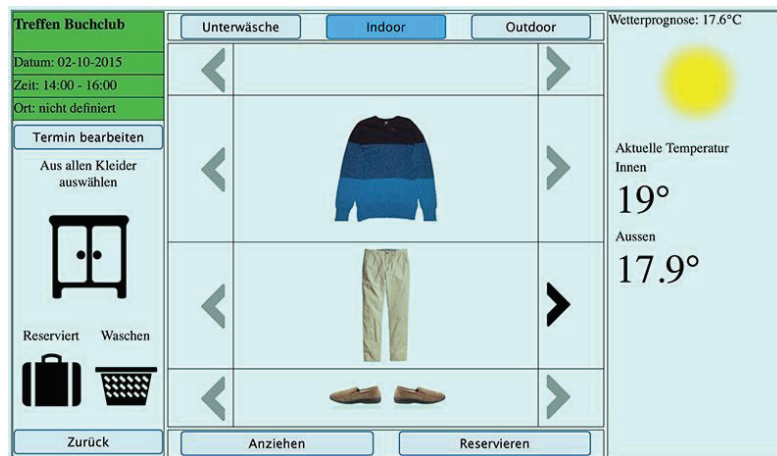 Treffen Buchclub
Datum: 02-10-2015
Zeit: 14:00 - 16:00
Ort: nicht definiert
Termin bearbeiten
Aus allen Kleider
auswählen
Reserviert Waschen
Zurück
Unterwäsche Indoor Outdoor
Anziehen Reservieren
Wetterprognose: 17.6°C
Aktuelle Temperatur
Innen
19°
Aussen
17.9°